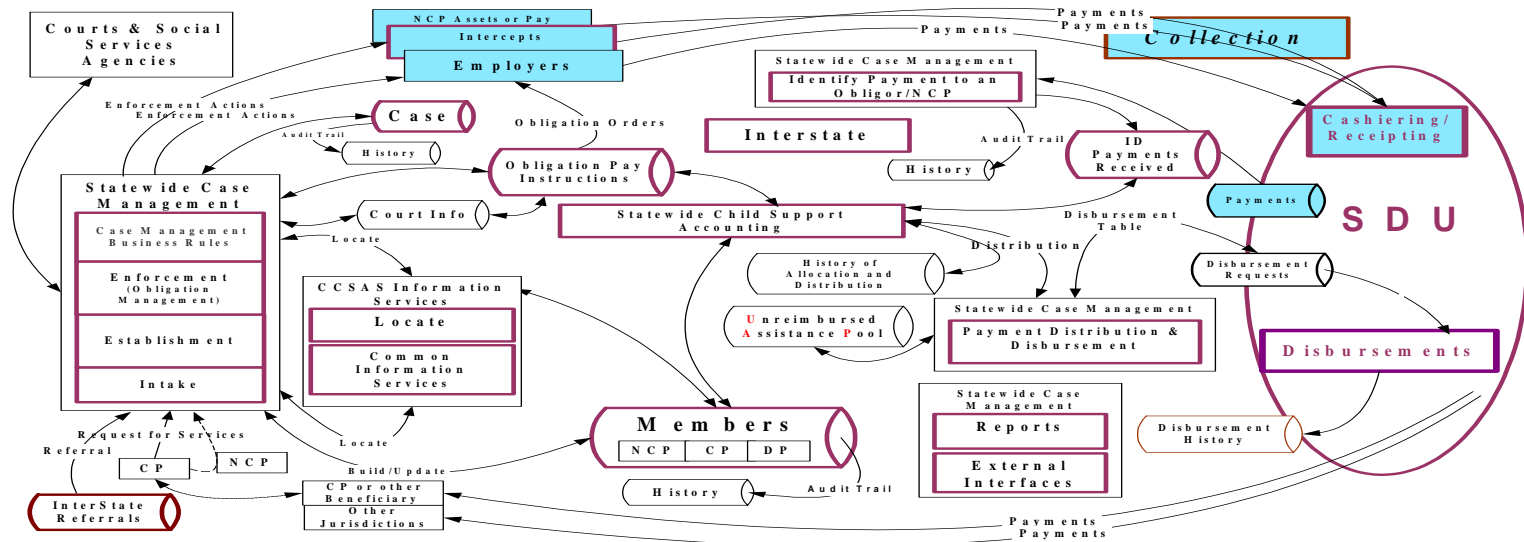 Courts & Social
Services
Agencies
NCP Assets or Pay
Intercepts
Employers
Payments
Payments
Payments
Collection
Enforcement Actions
Enforcement Actions
Case
Audit Trail
History
Obligation Orders
Obligation Pay
Instructions
Court Info
Statewide Case Management
Identify Payment to an
Obligor/NCP
Interstate
Audit Trail
History
ID
Payments
Received
Cashiering/
Receipting
Payments
SDU
Statewide Case
Management
Case Management
Business Rules
Enforcement
(Obligation
Management)
Establishment
Intake
Locate
Statewide Child Support
Accounting
Disbursement
Table
Distribution
History of
Allocation and
Distribution
Disbursement
Requests
CCSAS Information
Services
Locate
Common
Information
Services
Unreimbursed
Assistance Pool
Statewide Case Management
Payment Distribution &
Disbursement
Disbursements
Statewide Case
Management
Reports
External
Interfaces
Disbursement
History
Members
NCP
CP
DP
Audit Trail
History
Locate
Build/Update
Request for Services
Referral
CP
NCP
InterState
Referrals
CP or other
Beneficiary
Other
Jurisdictions
Payments
Payments